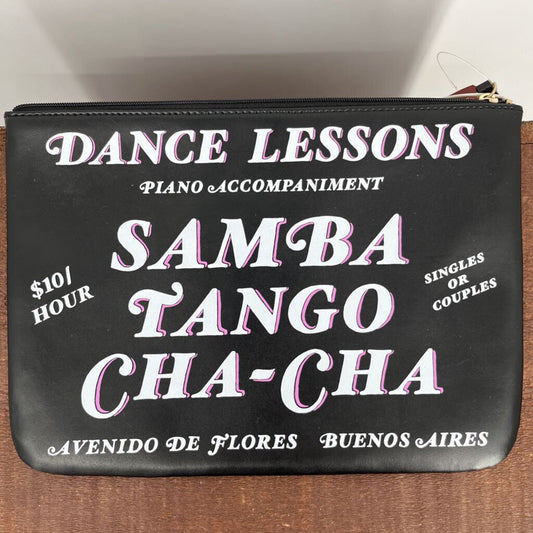 DANCE LESSONS
PIANO ACCOMPANIMENT
SAMBA
TANGO
CHA-CHA
$10/
HOUR
SINGLES
OR
COUPLES
AVENIDO DE FLORES BUENOS AIRES